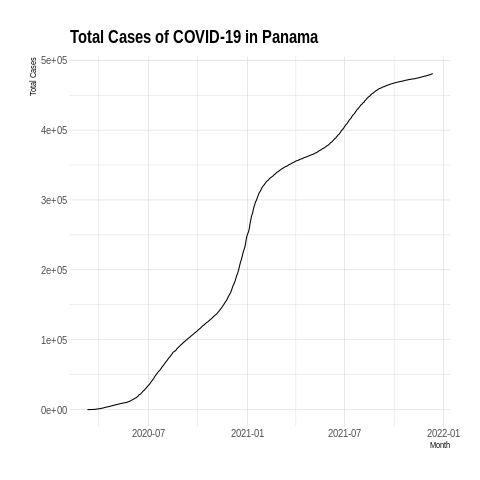 Total Cases of COVID-19 in Panama
Total Cases
5e+05
4e+05
3e+05
2e+05
1e+05
0e+00
2020-07 2021-01 2021-07 2022-01
Month